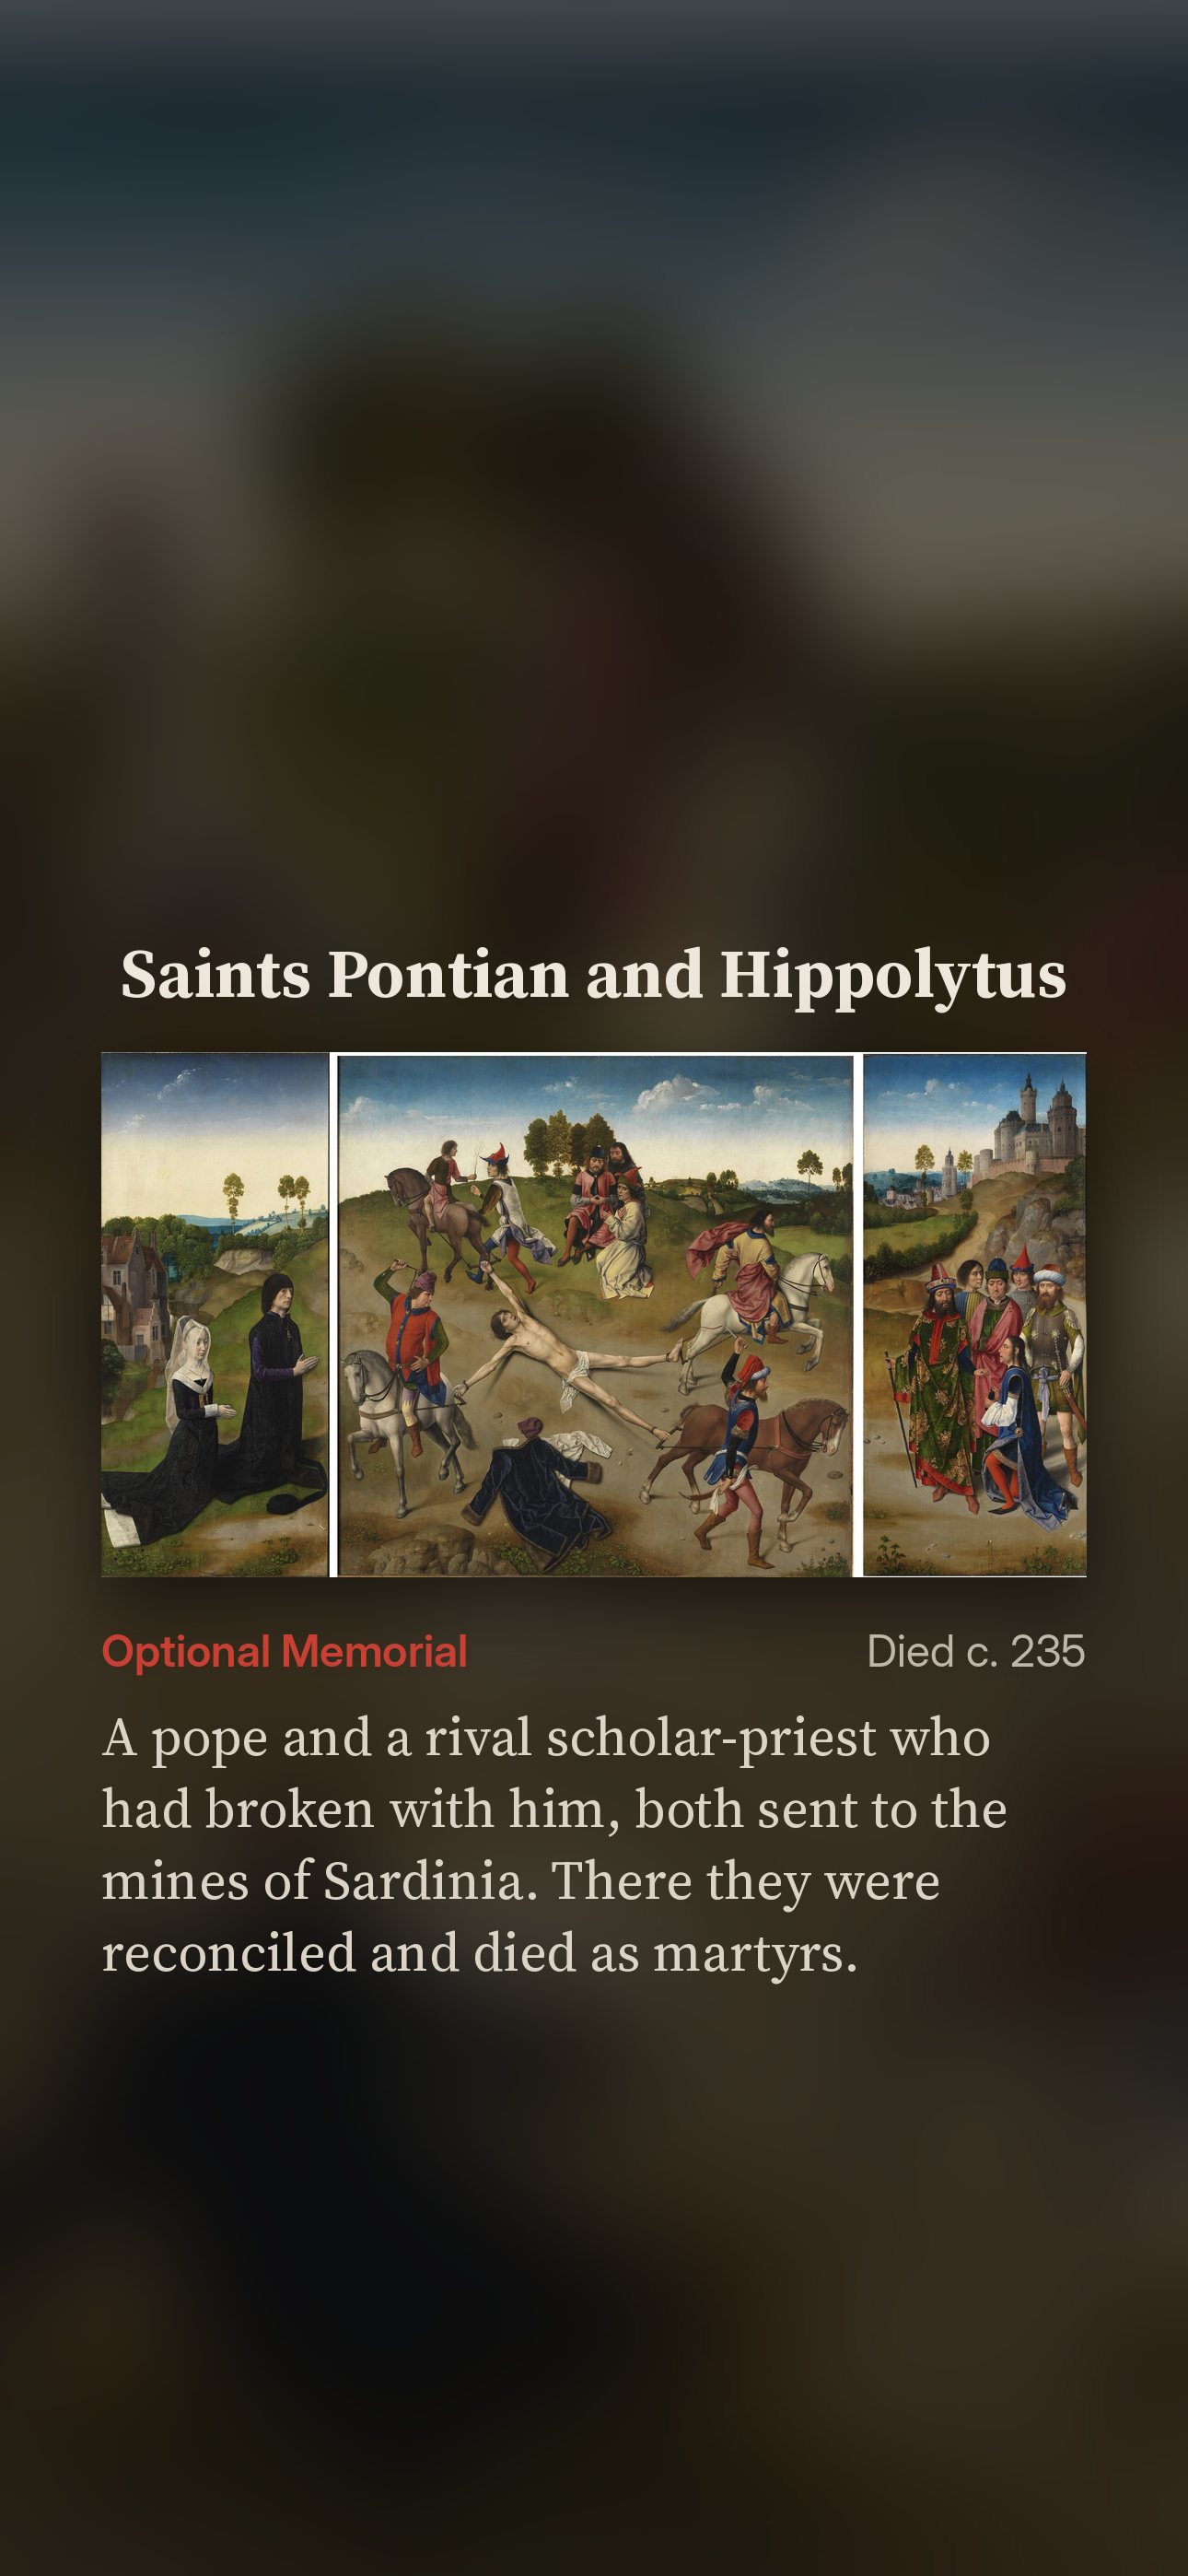 Saints Pontian and Hippolytus
Optional Memorial
Died c. 235
A pope and a rival scholar-priest who
had broken with him, both sent to the
mines of Sardinia. There they were
reconciled and died as martyrs.